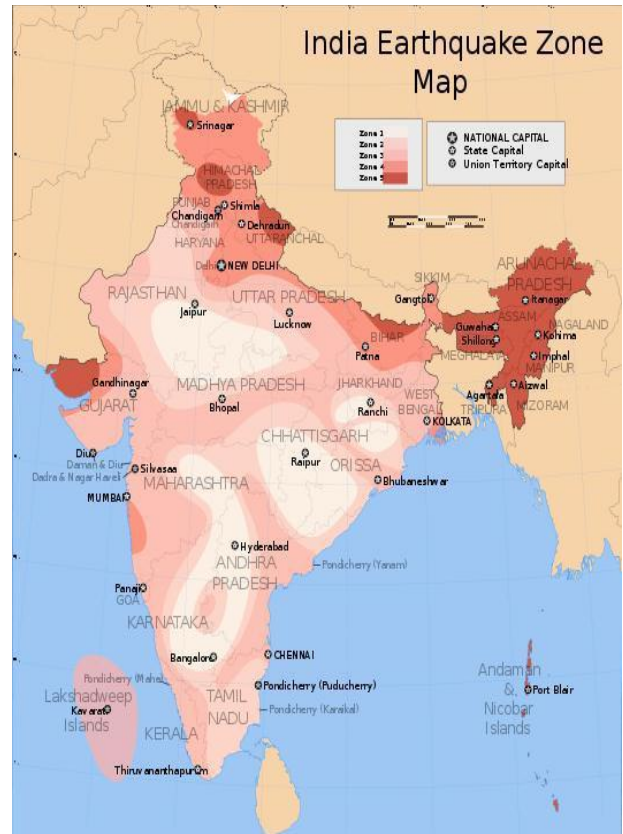 India Earthquake Zone
Map
Zone 1
Zone 2
Zone 3
Zone 4
Zone 5
NATIONAL CAPITAL
State Capital
Union Territory Capital
JAMMU & KASHMIR
Srinagar
HIMACHAL
PRADESH
PUNJAB
Shimla
Chandigarh
Chandigarh
Dehradun
UTTARANCHAL
HARYANA
Delhi
NEW DELHI
RAJASTHAN
Jaipur
UTTAR PRADESH
Lucknow
SIKKIM
Gangtok
ARUNACHAL
PRADESH
Itanagar
ASSAM
Guwahati
NAGALAND
Kohima
Shillong
MEGHALAYA
Imphal
MANIPUR
BIHAR
Patna
Agartala
Aizwal
TRIPURA
MIZORAM
Gandhinagar
GUJARAT
MADHYA PRADESH
Bhopal
JHARKHAND
Ranchi
WEST
BENGAL
KOLKATA
CHHATTISGARH
Raipur
ORISSA
Bhubaneshwar
Diu
Daman & Diu
Dadra & Nagar Haveli
Silvasaa
MUMBAI
MAHARASHTRA
Hyderabad
ANDHRA
PRADESH
Pondicherry (Yanam)
Panaji
GOA
KARNATAKA
Bangalore
CHENNAI
Pondicherry (Mahe)
Pondicherry (Puducherry)
Pondicherry (Karaikal)
Lakshadweep
Islands
Kavarati
TAMIL
NADU
KERALA
Thiruvananthapuram
Andaman
&
Nicobar
Islands
Port Blair